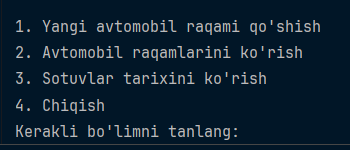 1. Yangi avtomobil raqami qo'shish
2. Avtomobil raqamlarini ko'rish
3. Sotuvlar tarixini ko'rish
4. Chiqish
Kerakli bo'limni tanlang: